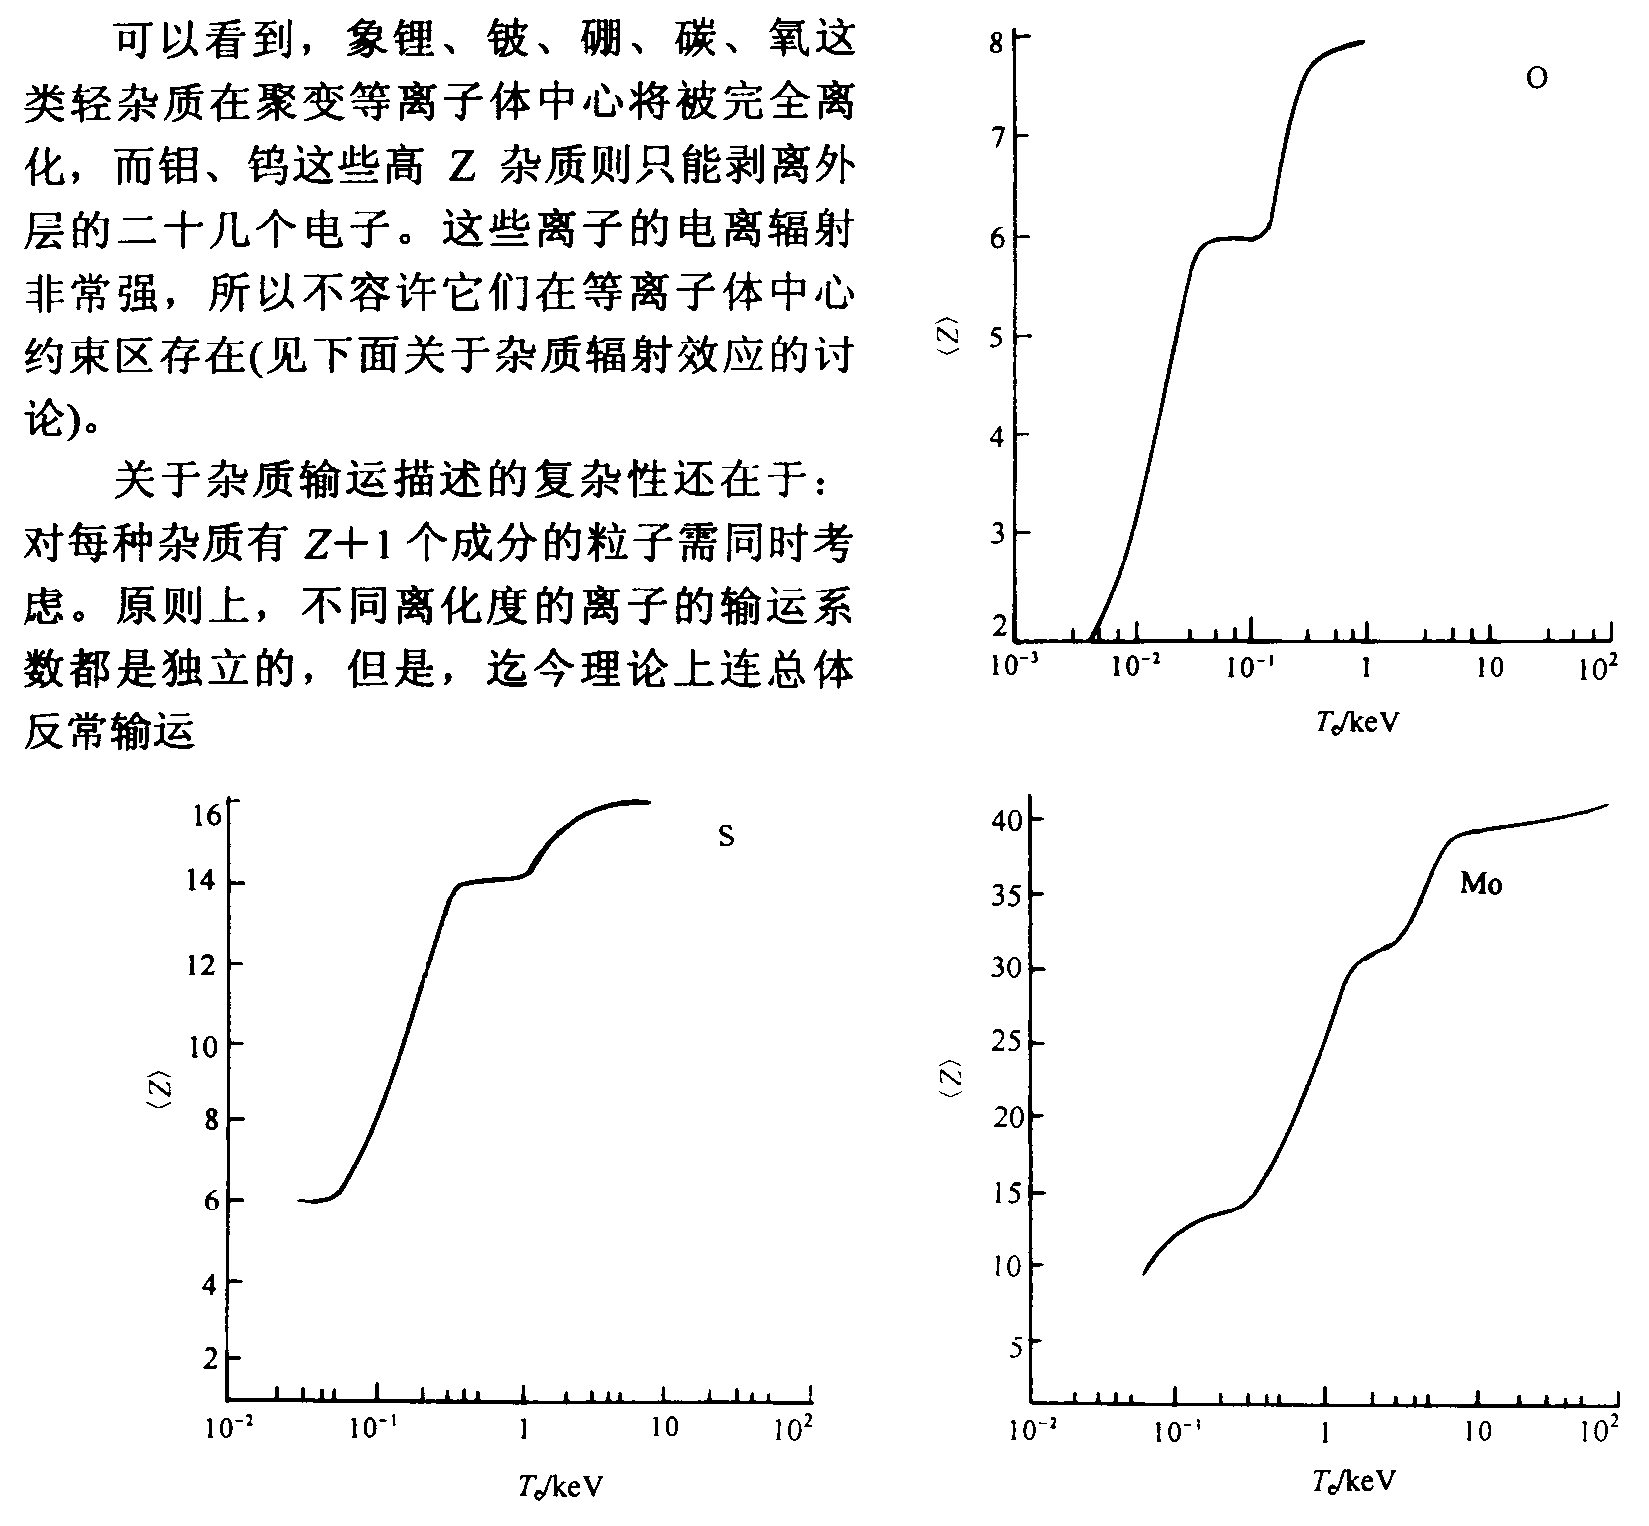 可以看到，象锂、铍、硼、碳、氧这
类轻杂质在聚变等离子体中心将被完全离
化，而钼、钨这些高 Z 杂质则只能剥离外
层的二十几个电子。这些离子的电离辐射
非常强，所以不容许它们在等离子体中心
约束区存在(见下面关于杂质辐射效应的讨
论)。
关于杂质输运描述的复杂性还在于：
对每种杂质有 Z+1 个成分的粒子需同时考
虑。原则上，不同离化度的离子的输运系
数都是独立的，但是，迄今理论上连总体
反常输运
8
7
6
5
4
3
2
⟨Z⟩
O
10⁻³ 10⁻² 10⁻¹ 1 10 10²
Te/keV
16
14
12
10
8
6
4
2
⟨Z⟩
S
10⁻² 10⁻¹ 1 10 10²
Te/keV
40
35
30
25
20
15
10
5
⟨Z⟩
Mo
10⁻² 10⁻¹ 1 10 10²
Te/keV